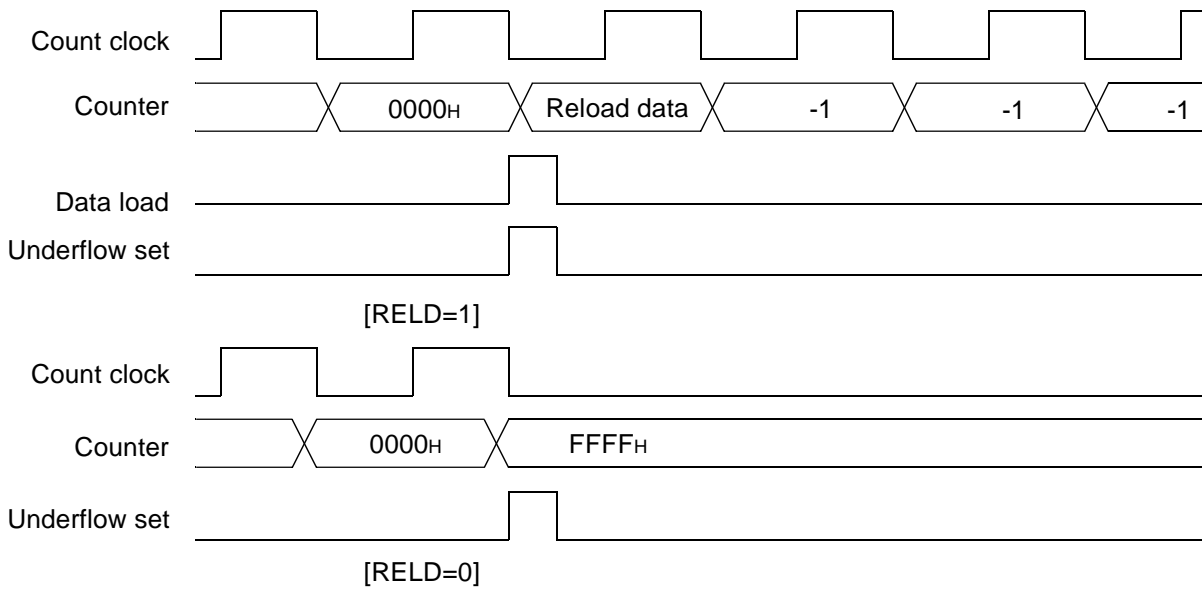 Count clock
Counter 0000H Reload data -1 -1 -1
Data load
Underflow set
[RELD=1]
Count clock
Counter 0000H FFFFH
Underflow set
[RELD=0]